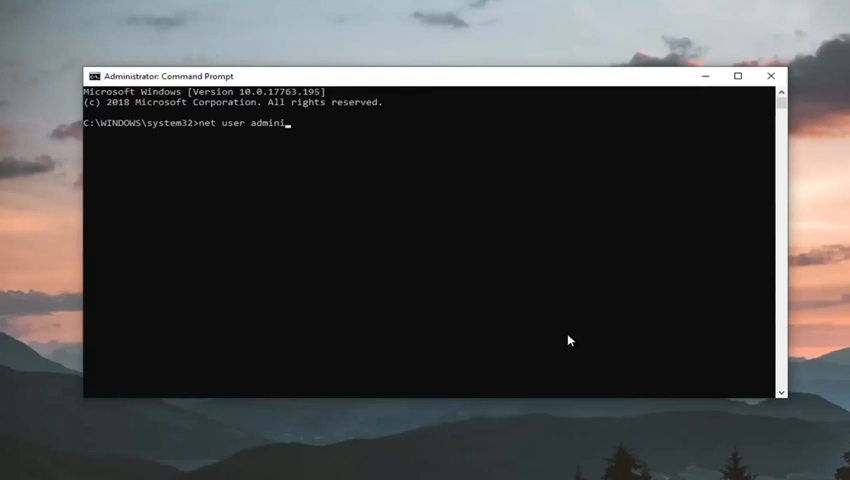 Administrator: Command Prompt
Microsoft Windows [Version 10.0.17763.195]
(c) 2018 Microsoft Corporation. All rights reserved.
C:\WINDOWS\system32>net user admini